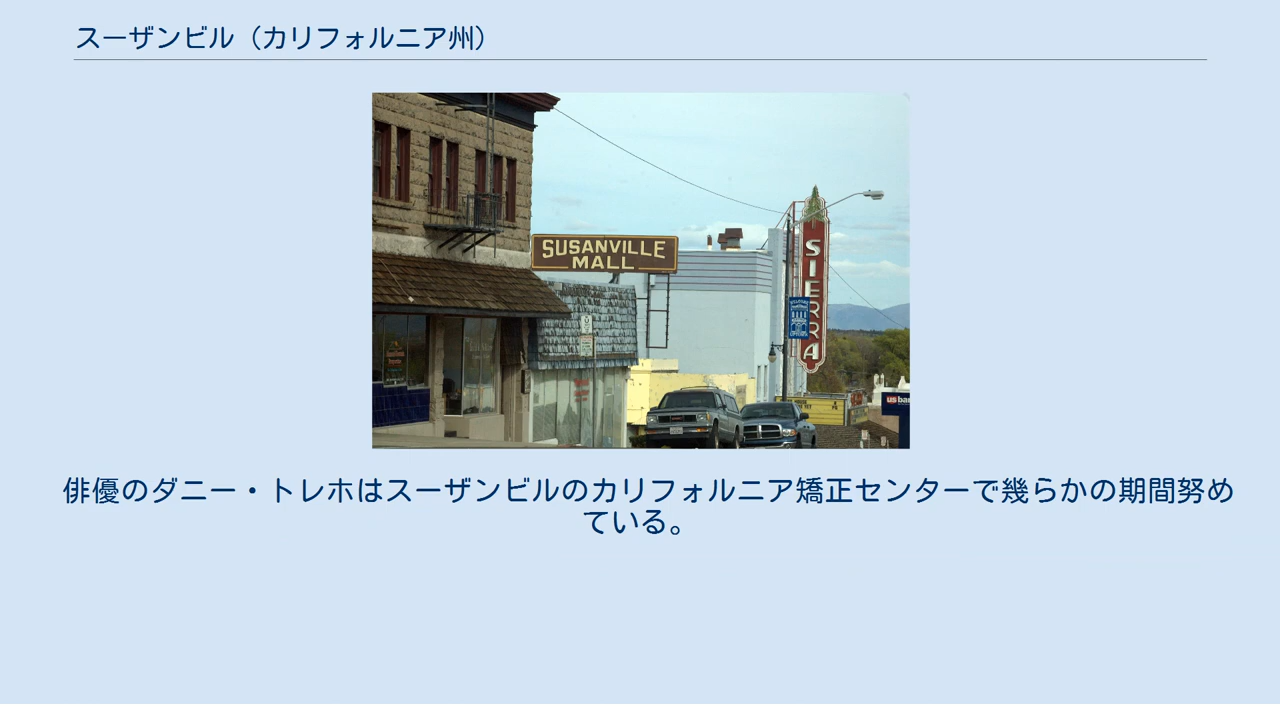 スーザンビル（カリフォルニア州）
SUSANVILLE
MALL
SIERRA
us ban
俳優のダニー・トレホはスーザンビルのカリフォルニア矯正センターで幾らかの期間努め
ている。